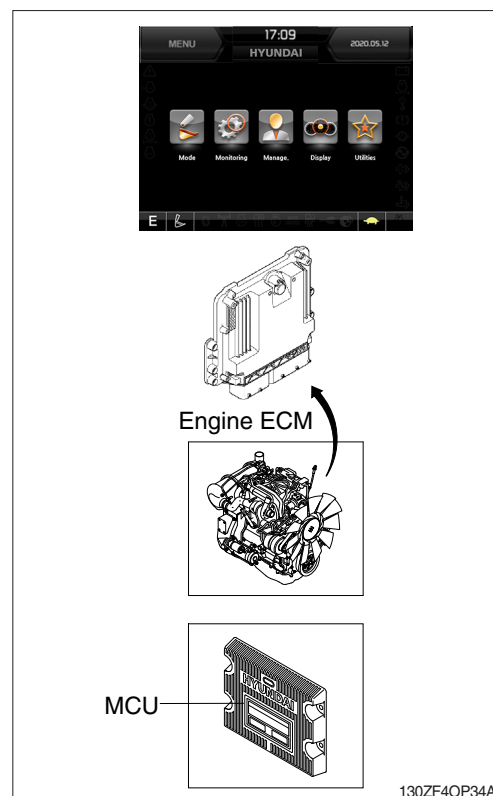 MENU
17:09
HYUNDAI
2020.05.12
Mode
Monitoring
Manage.
Display
Utilities
E
Engine ECM
HYUNDAI
MCU
130ZF4OP34A